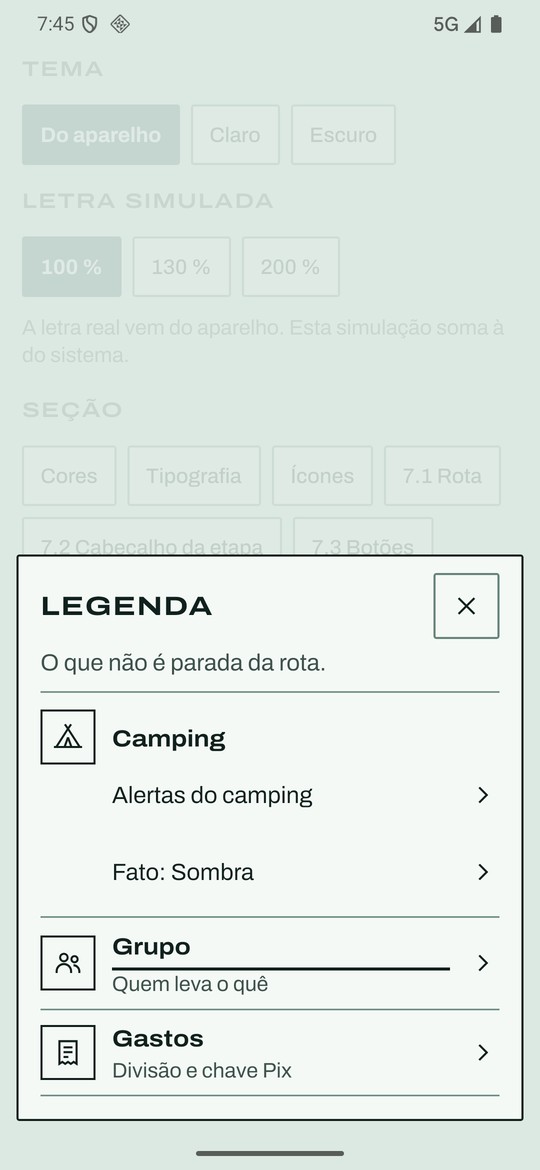 7:45
5G
TEMA
Do aparelho
Claro
Escuro
LETRA SIMULADA
100 %
130 %
200 %
A letra real vem do aparelho. Esta simulação soma à
do sistema.
SEÇÃO
Cores
Tipografia
Ícones
7.1 Rota
7.2 Cabeçalho da etapa
7.3 Botões
LEGENDA
O que não é parada da rota.
Camping
Alertas do camping
Fato: Sombra
Grupo
Quem leva o quê
Gastos
Divisão e chave Pix